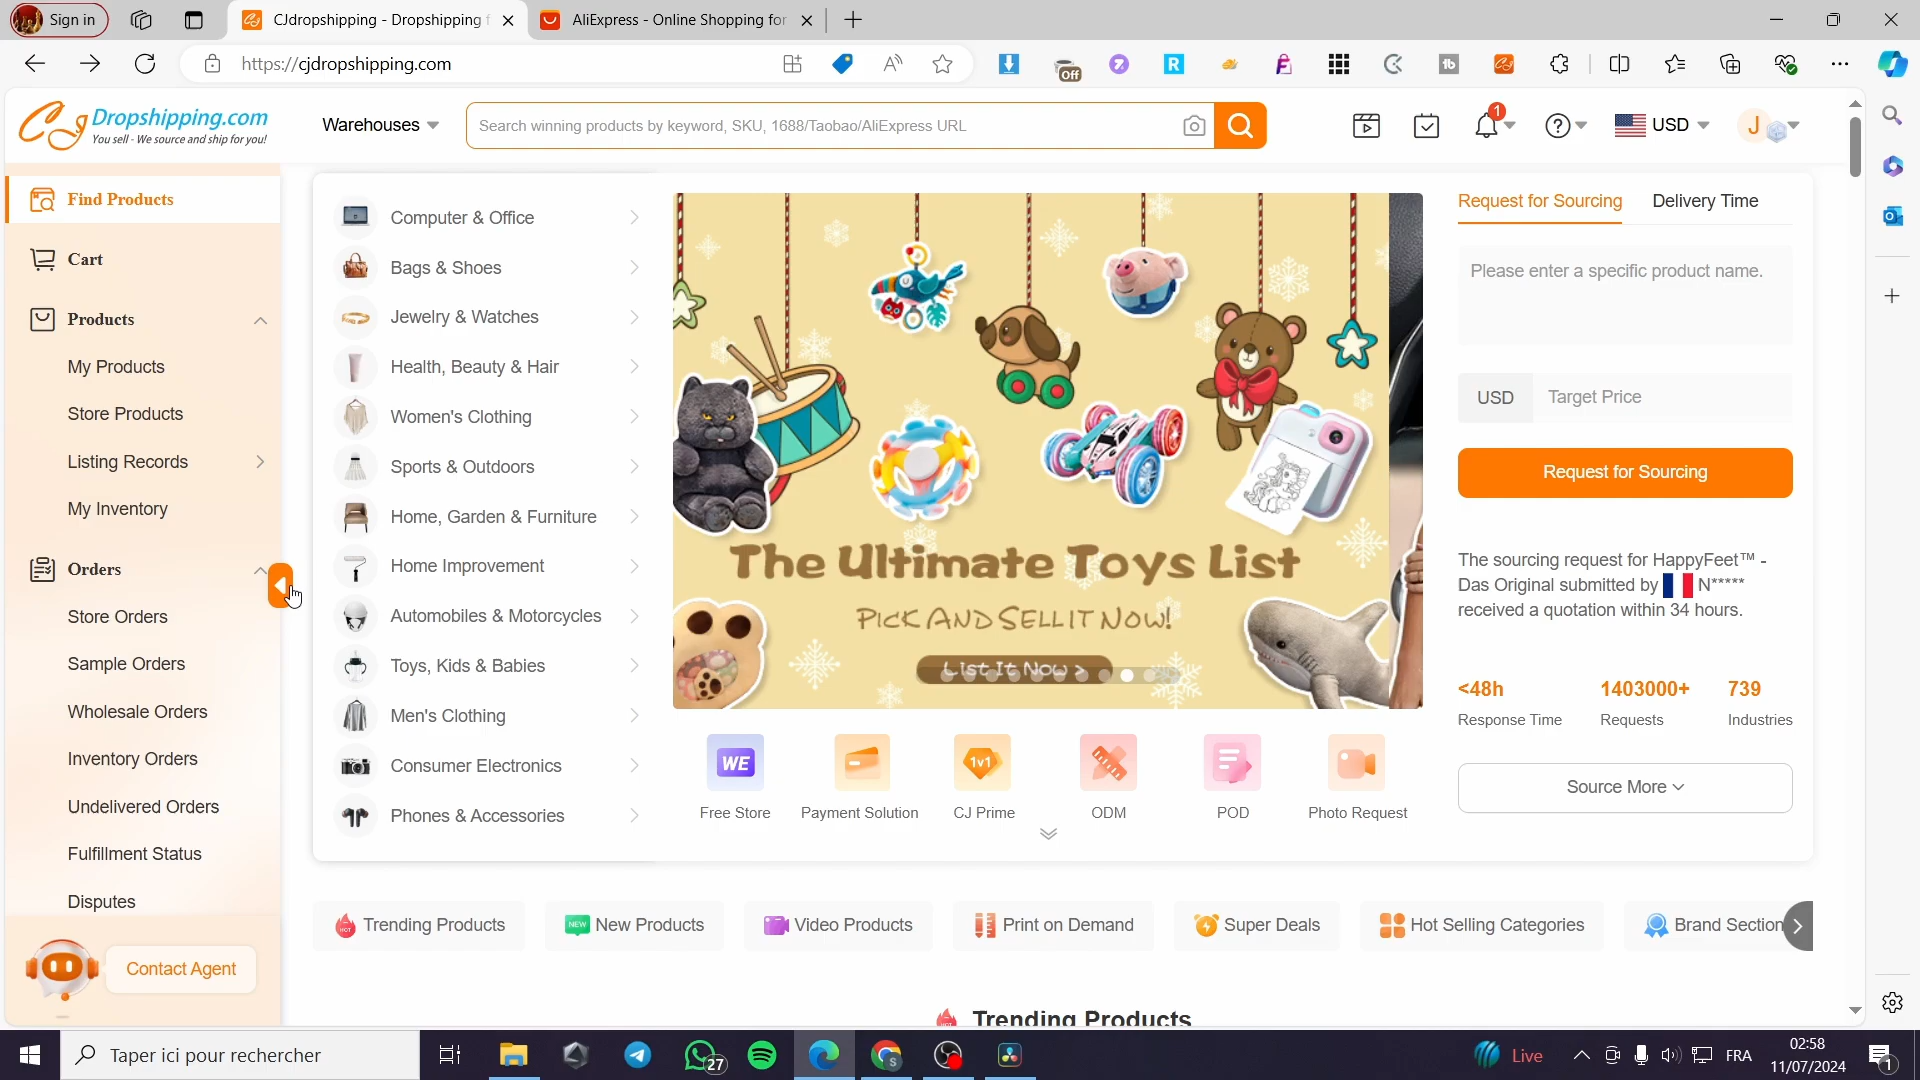 Sign in
CJdropshipping - Dropshipping f
AliExpress - Online Shopping for
https://cjdropshipping.com
Off
CJ Dropshipping.com
You sell - We source and ship for you!
Warehouses
Search winning products by keyword, SKU, 1688/Taobao/AliExpress URL
1
USD
J
Find Products
Cart
Products
My Products
Store Products
Listing Records
My Inventory
Orders
Store Orders
Sample Orders
Wholesale Orders
Inventory Orders
Undelivered Orders
Fulfillment Status
Disputes
Contact Agent
Computer & Office
Bags & Shoes
Jewelry & Watches
Health, Beauty & Hair
Women's Clothing
Sports & Outdoors
Home, Garden & Furniture
Home Improvement
Automobiles & Motorcycles
Toys, Kids & Babies
Men's Clothing
Consumer Electronics
Phones & Accessories
The Ultimate Toys List
PICK AND SELL IT NOW!
List It Now >
WE
1v1
Free Store
Payment Solution
CJ Prime
ODM
POD
Photo Request
Request for Sourcing
Delivery Time
Please enter a specific product name.
USD
Target Price
Request for Sourcing
The sourcing request for HappyFeet™ -
Das Original submitted by N*****
received a quotation within 34 hours.
<48h
1403000+
739
Response Time
Requests
Industries
Source More
HOT
Trending Products
NEW
New Products
Video Products
Print on Demand
Super Deals
Hot Selling Categories
Brand Section
Trending Products
Taper ici pour rechercher
27
Live
FRA
02:58
11/07/2024
1